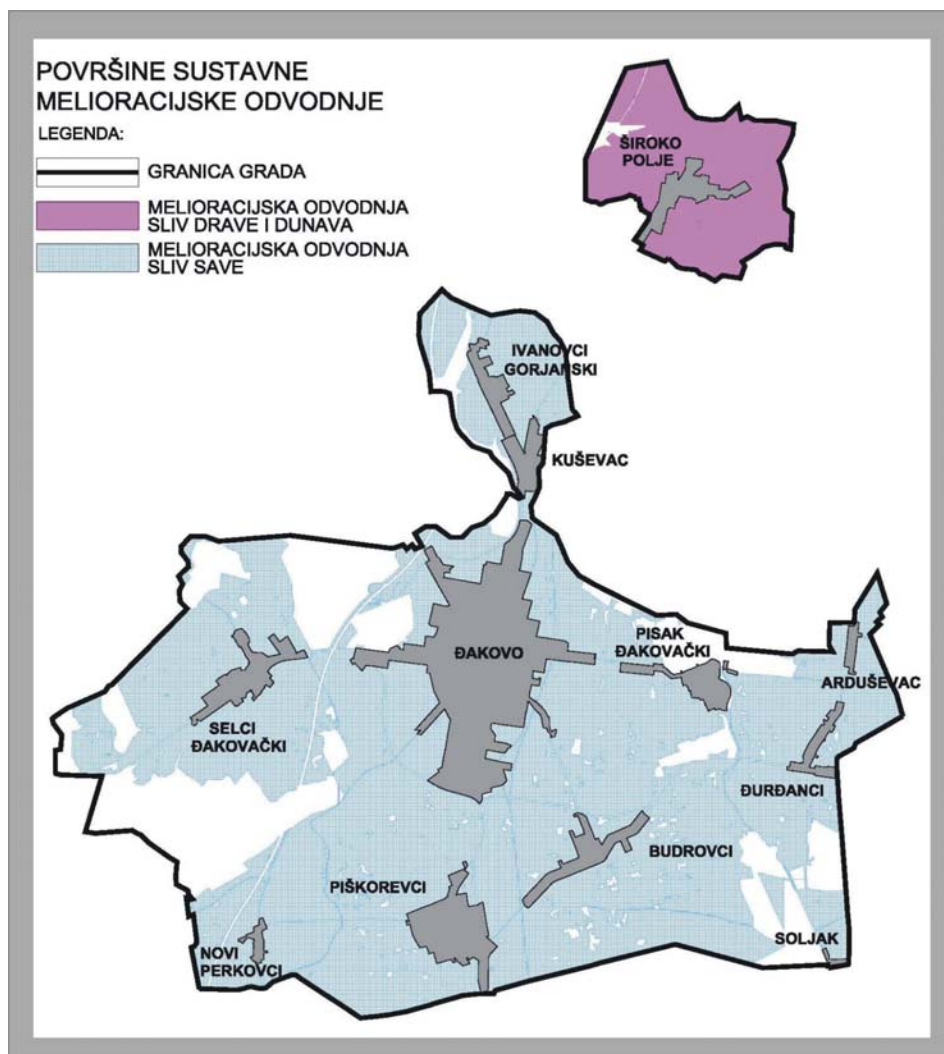 POVRŠINE SUSTAVNE
MELIORACIJSKE ODVODNJE
LEGENDA:
GRANICA GRADA
MELIORACIJSKA ODVODNJA
SLIV DRAVE I DUNAVA
MELIORACIJSKA ODVODNJA
SLIV SAVE
ŠIROKO
POLJE
IVANOVCI
GORJANSKI
KUŠEVAC
PISAK
ĐAKOVAČKI
ĐAKOVO
ARDUŠEVAC
SELCI
ĐAKOVAČKI
ĐURĐANCI
BUDROVCI
PIŠKOREVCI
SOLJAK
NOVI
PERKOVCI